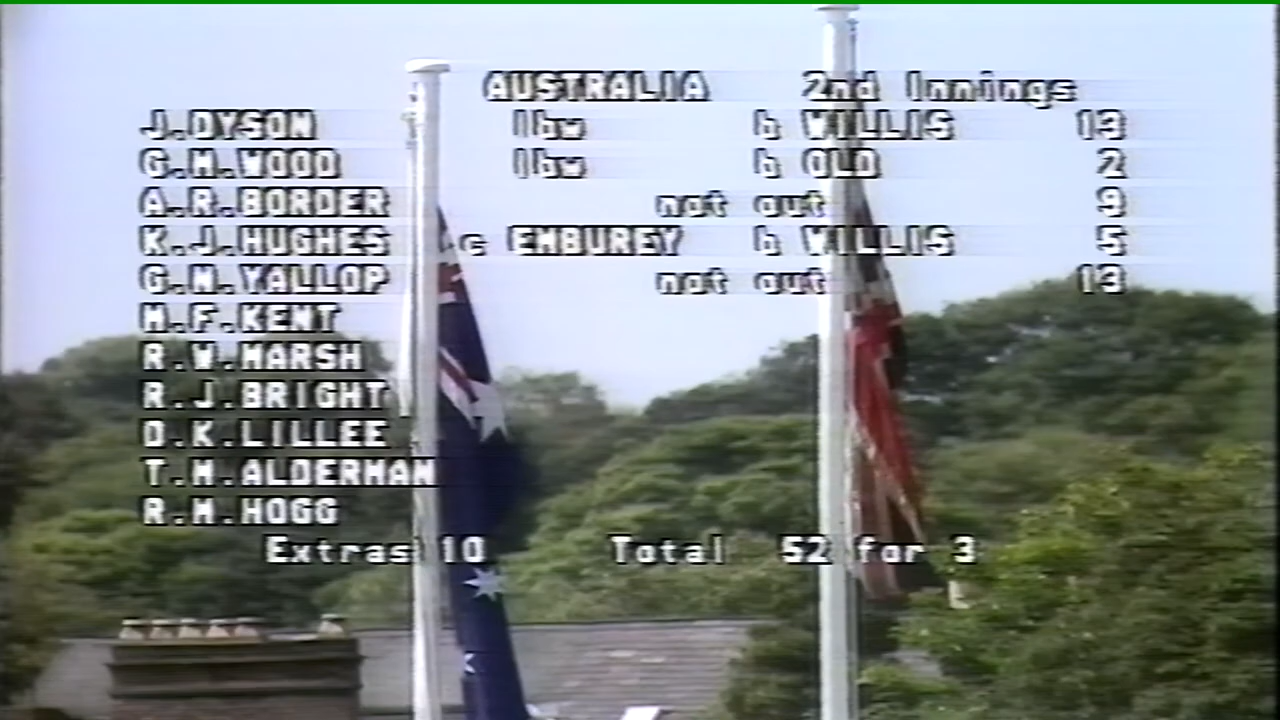 AUSTRALIA 2nd Innings
J.DYSON lbw b WILLIS 13
G.M.WOOD lbw b OLD 2
A.R.BORDER not out 9
K.J.HUGHES c EMBUREY b WILLIS 5
G.N.YALLOP not out 13
M.F.KENT
R.W.MARSH
R.J.BRIGHT
D.K.LILLEE
T.M.ALDERMAN
R.M.HOGG
Extras 10 Total 52 for 3